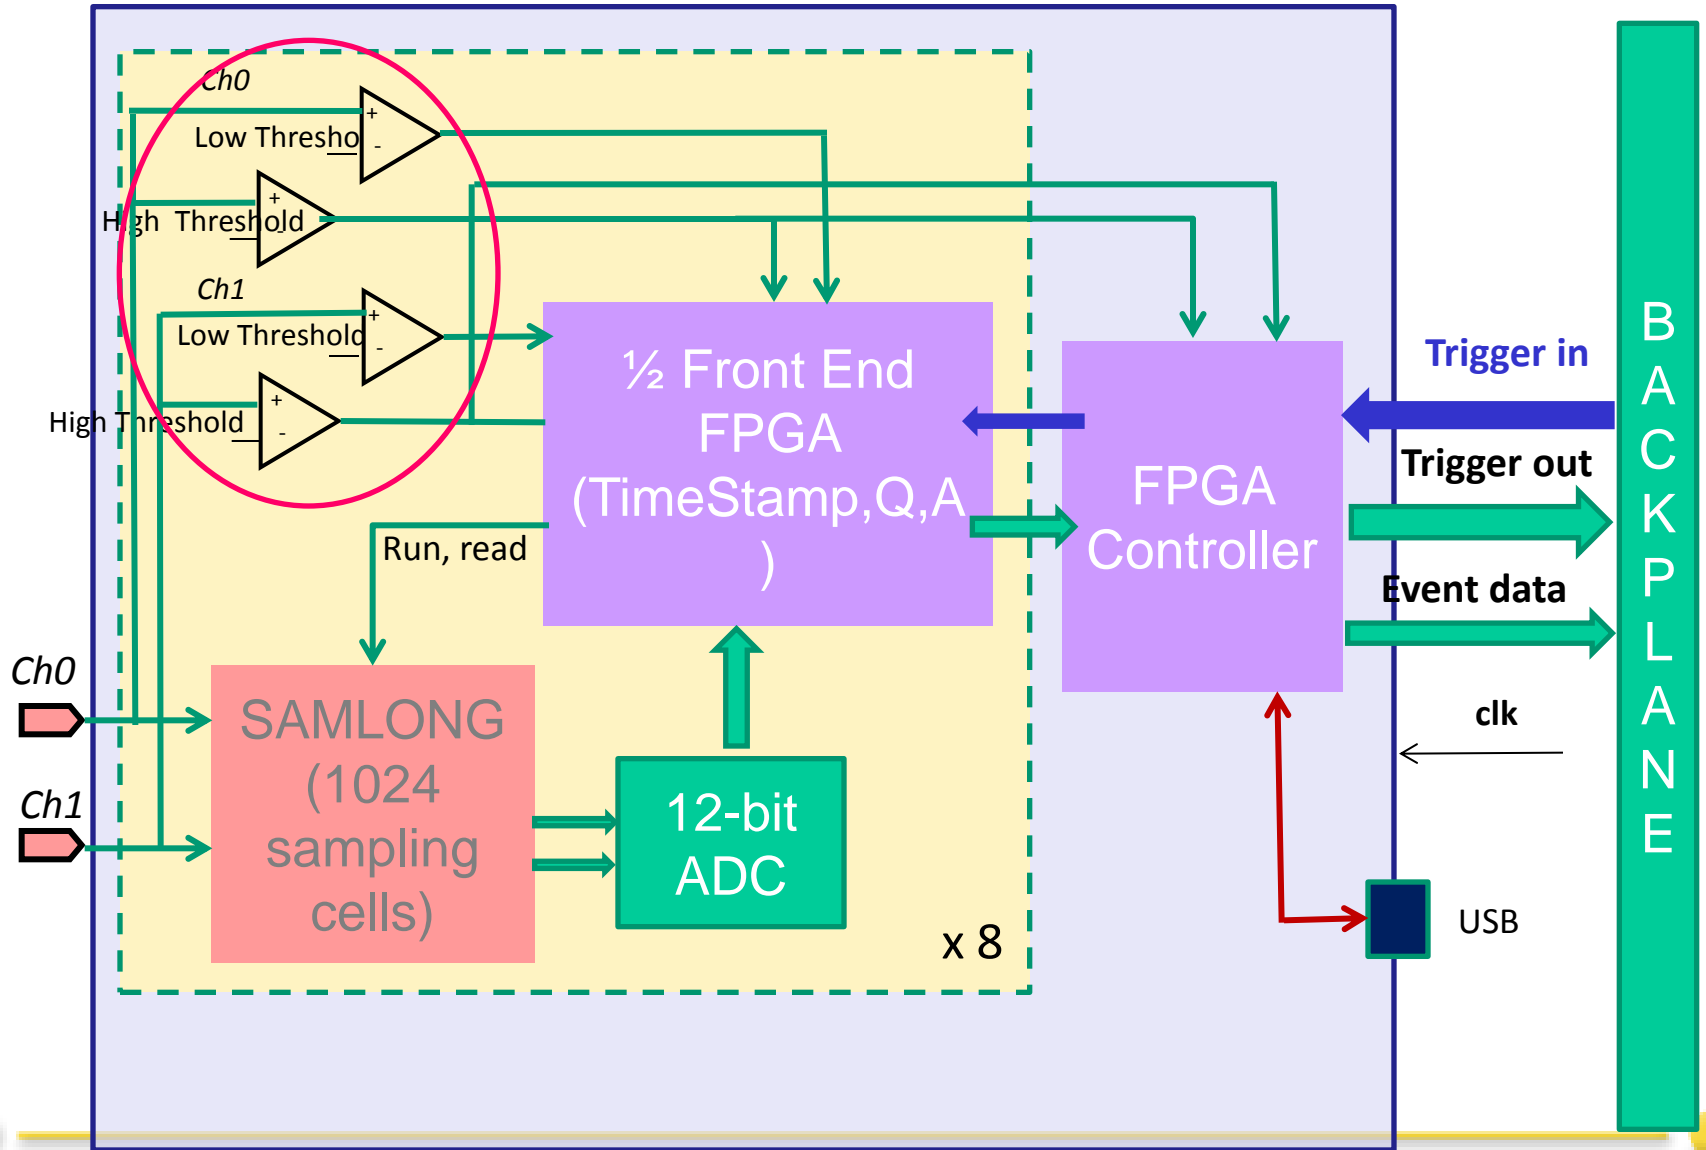 Ch0
+
Low Thresho
-
+
High Threshold
-
Ch1
+
Low Threshold
-
+
High Threshold
-
½ Front End
FPGA
(TimeStamp,Q,A
)
Run, read
FPGA
Controller
Trigger in
Trigger out
Event data
clk
B
A
C
K
P
L
A
N
E
Ch0
Ch1
SAMLONG
(1024
sampling
cells)
12-bit
ADC
x 8
USB